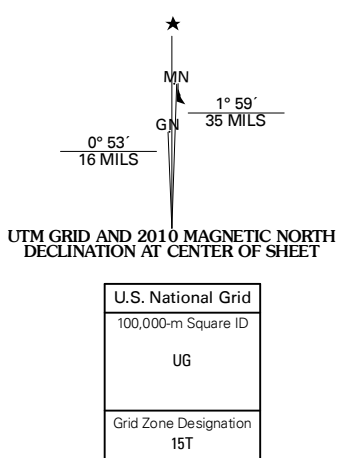 MN
1° 59´
35 MILS
GN
0° 53´
16 MILS
UTM GRID AND 2010 MAGNETIC NORTH
DECLINATION AT CENTER OF SHEET
U.S. National Grid
100,000-m Square ID
UG
Grid Zone Designation
15T